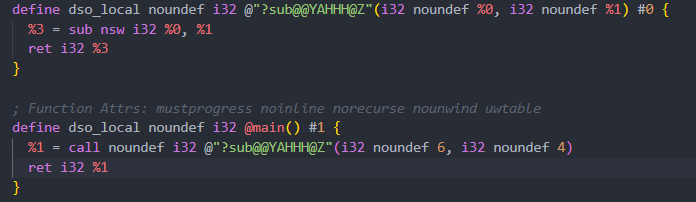 define dso_local noundef i32 @"?sub@@YAHHH@Z"(i32 noundef %0, i32 noundef %1) #0 {
  %3 = sub nsw i32 %0, %1
  ret i32 %3
}

; Function Attrs: mustprogress noinline norecurse nounwind uwtable
define dso_local noundef i32 @main() #1 {
  %1 = call noundef i32 @"?sub@@YAHHH@Z"(i32 noundef 6, i32 noundef 4)
  ret i32 %1
}